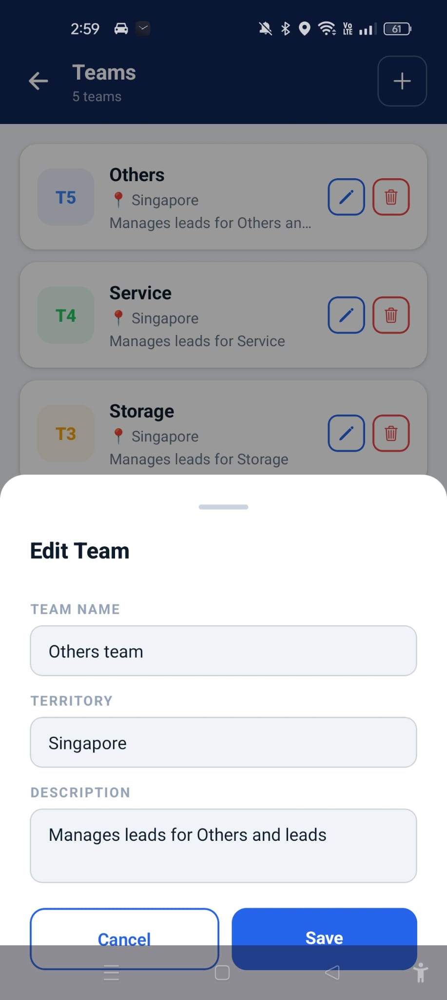 2:59
Vo LTE
61
Teams
5 teams
T5
Others
Singapore
Manages leads for Others an...
T4
Service
Singapore
Manages leads for Service
T3
Storage
Singapore
Manages leads for Storage
Edit Team
TEAM NAME
Others team
TERRITORY
Singapore
DESCRIPTION
Manages leads for Others and leads
Cancel
Save